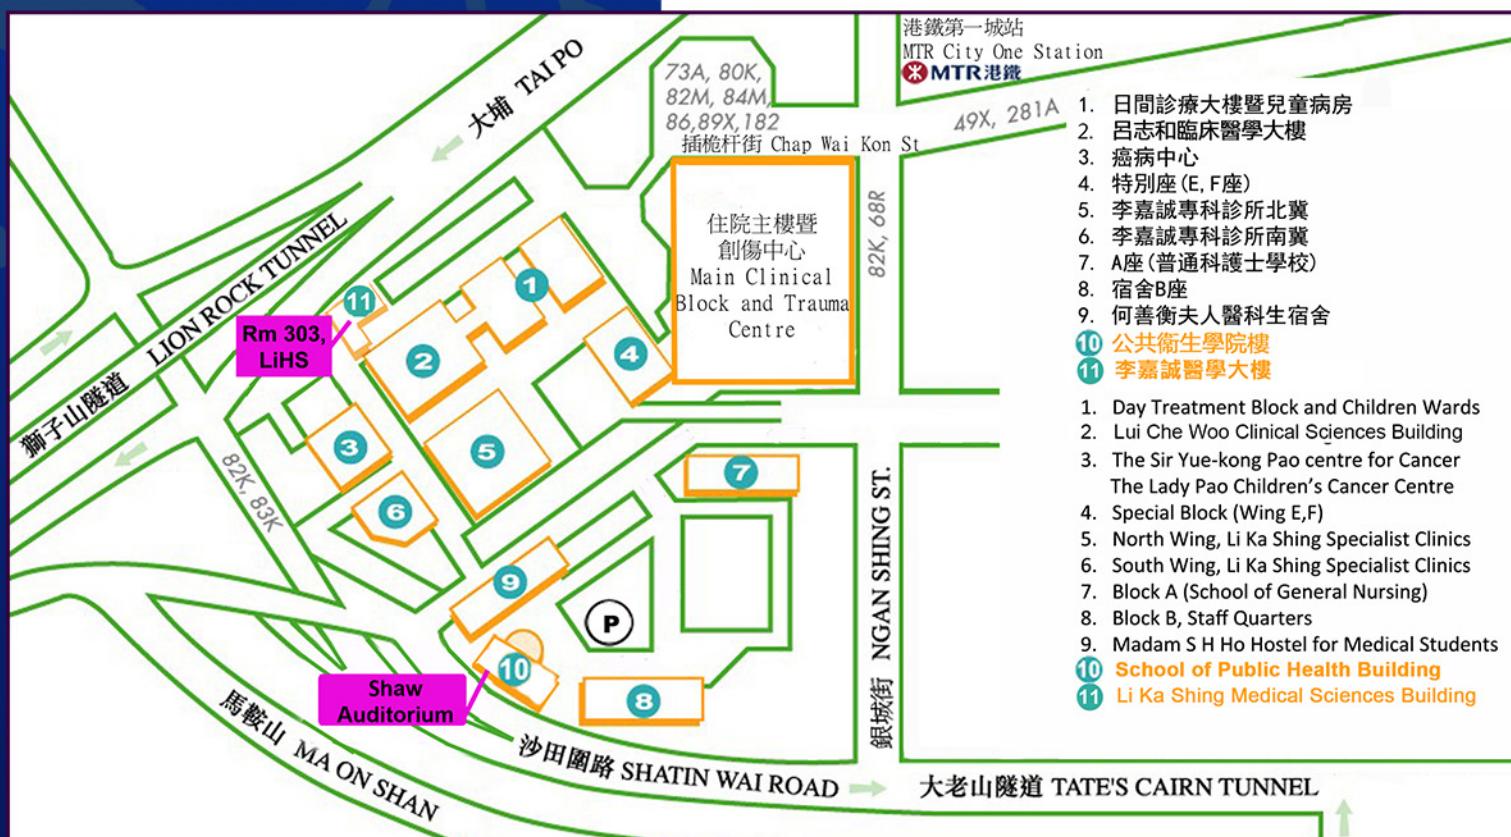 港鐵第一城站
MTR City One Station
MTR港鐵
大埔 TAI PO
73A, 80K,
82M, 84M,
86,89X,182
49X, 281A
插桅杆街 Chap Wai Kon St
住院主樓暨
創傷中心
Main Clinical
Block and Trauma
Centre
82K, 68R
獅子山隧道 LION ROCK TUNNEL
11
Rm 303,
LiHS
1
2
4
3
5
6
7
82K, 83K
9
P
10
8
Shaw
Auditorium
銀城街 NGAN SHING ST.
馬鞍山 MA ON SHAN
沙田圍路 SHATIN WAI ROAD
大老山隧道 TATE'S CAIRN TUNNEL
1. 日間診療大樓暨兒童病房
2. 呂志和臨床醫學大樓
3. 癌病中心
4. 特別座(E, F座)
5. 李嘉誠專科診所北冀
6. 李嘉誠專科診所南冀
7. A座(普通科護士學校)
8. 宿舍B座
9. 何善衡夫人醫科生宿舍
10 公共衞生學院樓
11 李嘉誠醫學大樓
1. Day Treatment Block and Children Wards
2. Lui Che Woo Clinical Sciences Building
3. The Sir Yue-kong Pao centre for Cancer
The Lady Pao Children's Cancer Centre
4. Special Block (Wing E,F)
5. North Wing, Li Ka Shing Specialist Clinics
6. South Wing, Li Ka Shing Specialist Clinics
7. Block A (School of General Nursing)
8. Block B, Staff Quarters
9. Madam S H Ho Hostel for Medical Students
10 School of Public Health Building
11 Li Ka Shing Medical Sciences Building